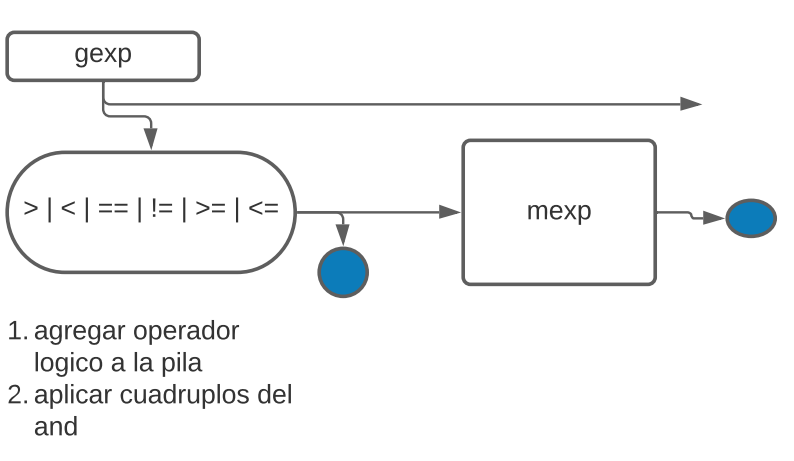 gexp
> | < | == | != | >= | <=
mexp
1. agregar operador
logico a la pila
2. aplicar cuadruplos del
and